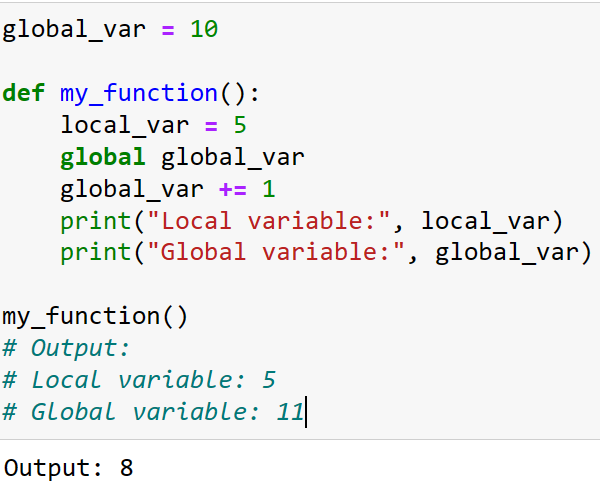 global_var = 10
def my_function():
    local_var = 5
    global global_var
    global_var += 1
    print("Local variable:", local_var)
    print("Global variable:", global_var)
my_function()
# Output:
# Local variable: 5
# Global variable: 11
Output: 8